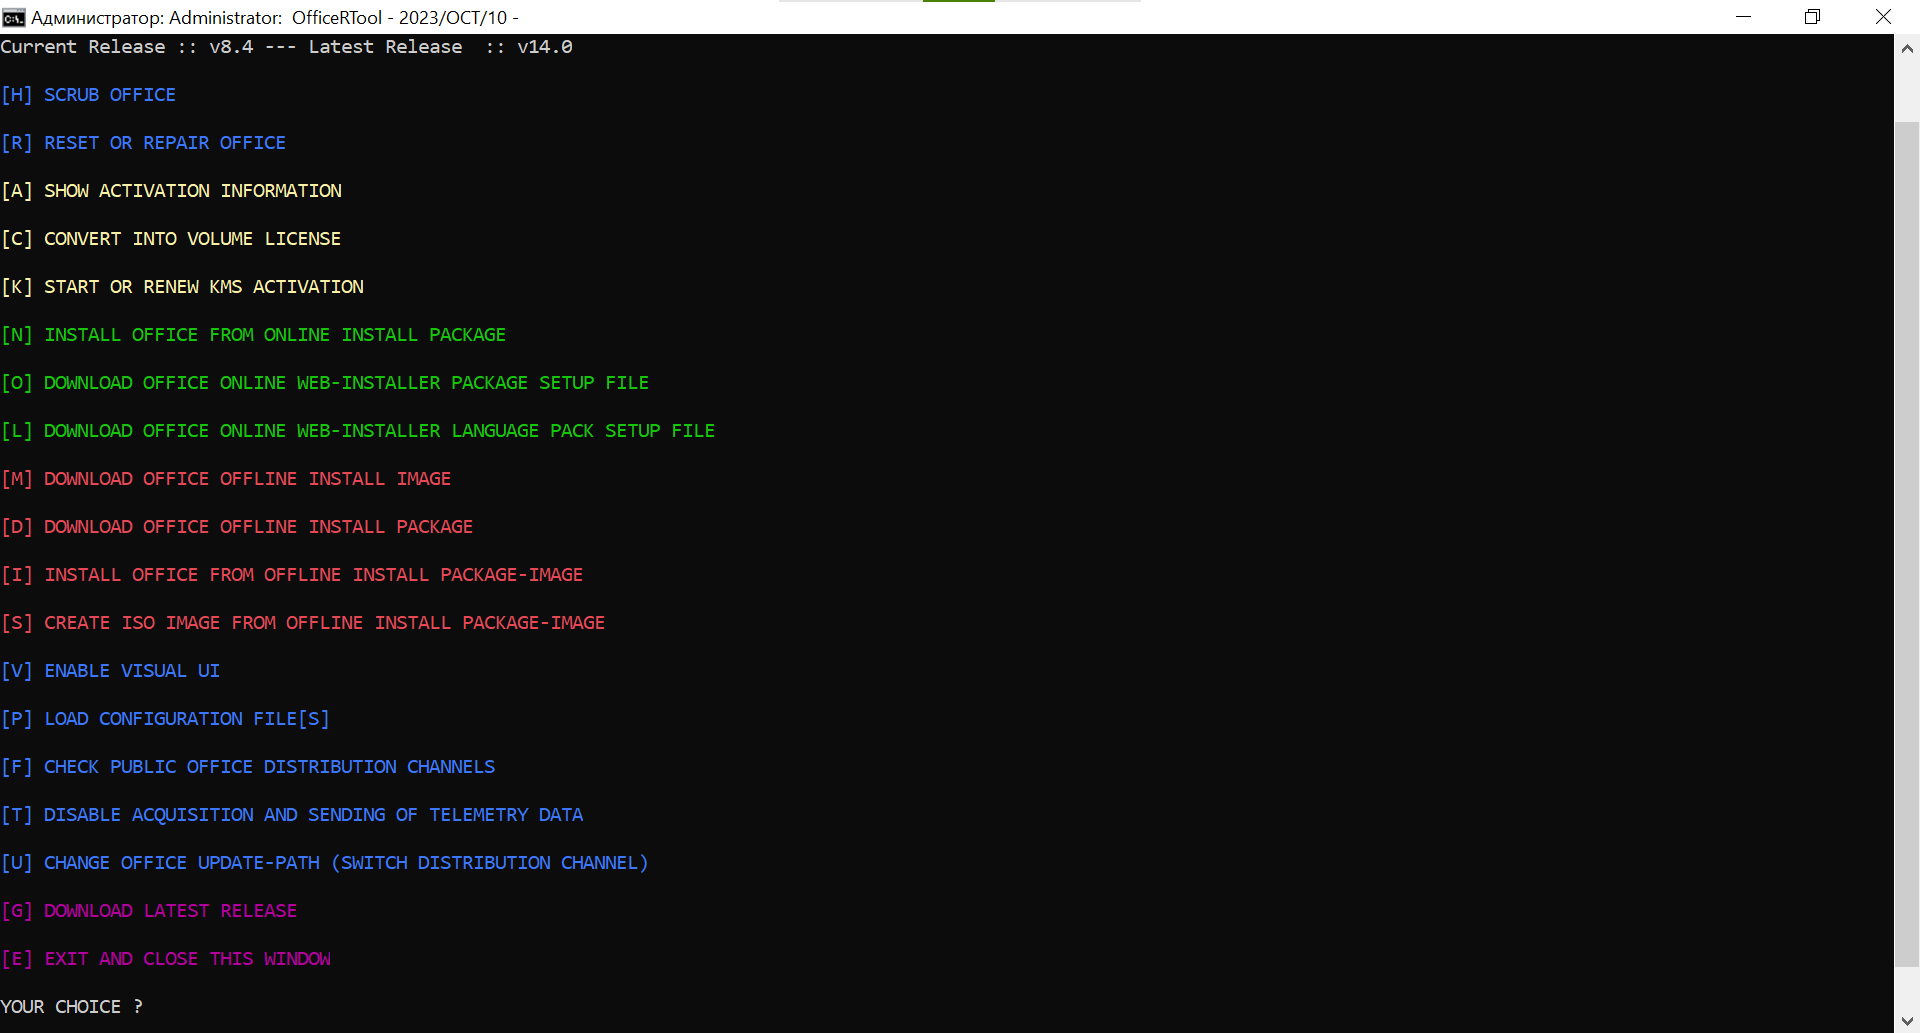 Администратор: Administrator: OfficeRTool - 2023/OCT/10 -
Current Release :: v8.4 --- Latest Release :: v14.0
[H] SCRUB OFFICE
[R] RESET OR REPAIR OFFICE
[A] SHOW ACTIVATION INFORMATION
[C] CONVERT INTO VOLUME LICENSE
[K] START OR RENEW KMS ACTIVATION
[N] INSTALL OFFICE FROM ONLINE INSTALL PACKAGE
[O] DOWNLOAD OFFICE ONLINE WEB-INSTALLER PACKAGE SETUP FILE
[L] DOWNLOAD OFFICE ONLINE WEB-INSTALLER LANGUAGE PACK SETUP FILE
[M] DOWNLOAD OFFICE OFFLINE INSTALL IMAGE
[D] DOWNLOAD OFFICE OFFLINE INSTALL PACKAGE
[I] INSTALL OFFICE FROM OFFLINE INSTALL PACKAGE-IMAGE
[S] CREATE ISO IMAGE FROM OFFLINE INSTALL PACKAGE-IMAGE
[V] ENABLE VISUAL UI
[P] LOAD CONFIGURATION FILE[S]
[F] CHECK PUBLIC OFFICE DISTRIBUTION CHANNELS
[T] DISABLE ACQUISITION AND SENDING OF TELEMETRY DATA
[U] CHANGE OFFICE UPDATE-PATH (SWITCH DISTRIBUTION CHANNEL)
[G] DOWNLOAD LATEST RELEASE
[E] EXIT AND CLOSE THIS WINDOW
YOUR CHOICE ?